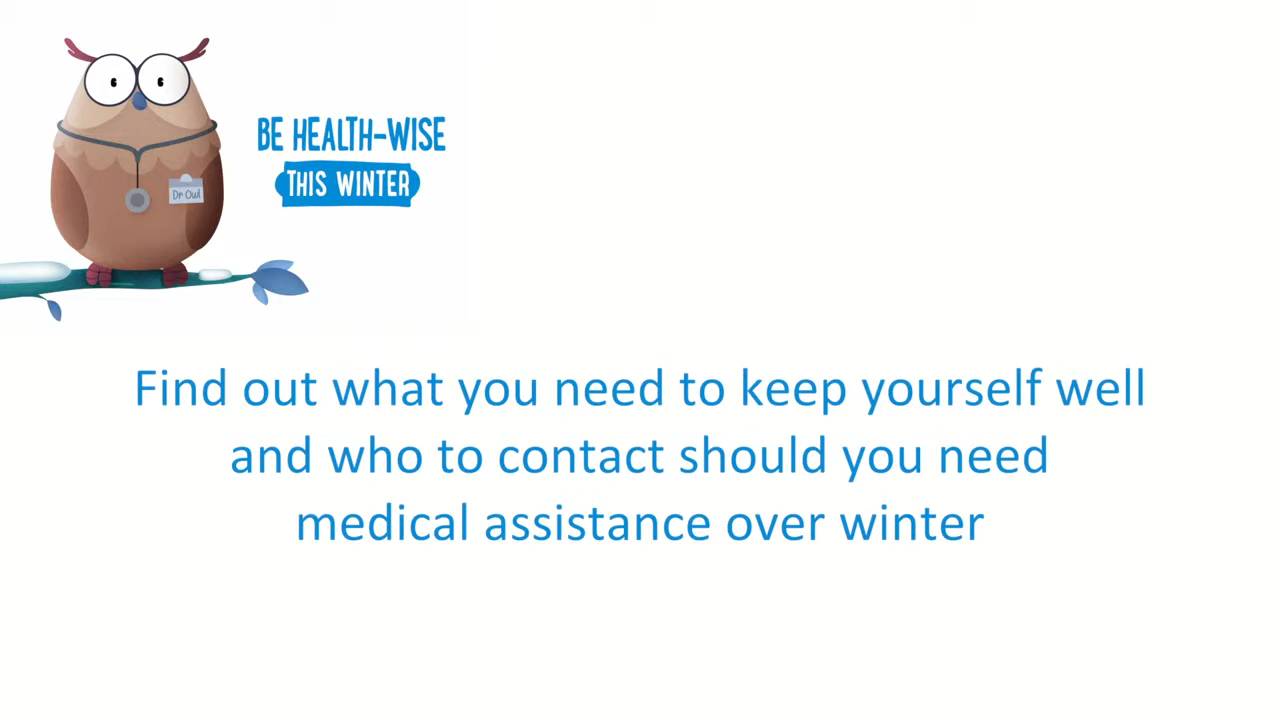 BE HEALTH-WISE
THIS WINTER
Dr Owl
Find out what you need to keep yourself well
and who to contact should you need
medical assistance over winter